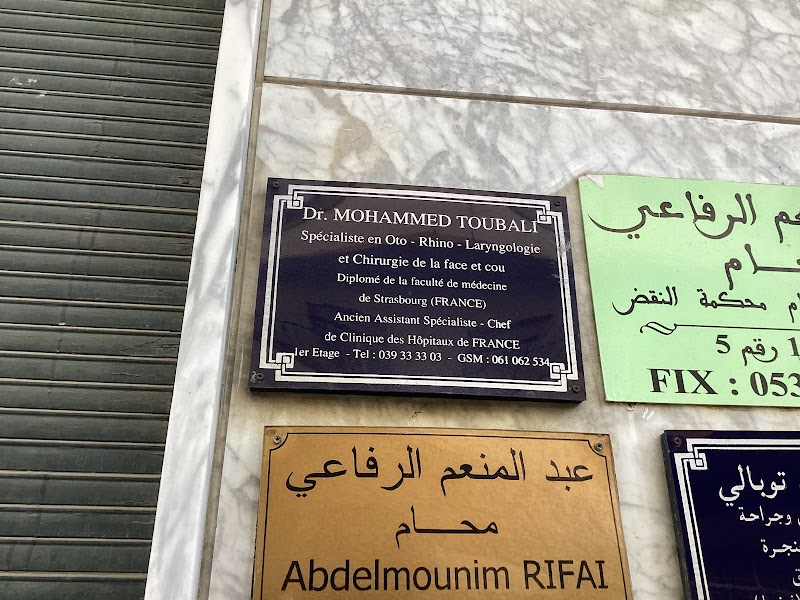 Dr. MOHAMMED TOUBALI
Spécialiste en Oto - Rhino - Laryngologie
et Chirurgie de la face et cou
Diplomé de la faculté de médecine
de Strasbourg (FRANCE)
Ancien Assistant Spécialiste - Chef
de Clinique des Hôpitaux de FRANCE
1er Etage - Tel : 039 33 33 03 - GSM : 061 062 534
الرفاعي
محكمة النقض
رقم 5
FIX : 053
عبد المنعم الرفاعي
محـــام
Abdelmounim RIFAI
توبالي
وجراحة